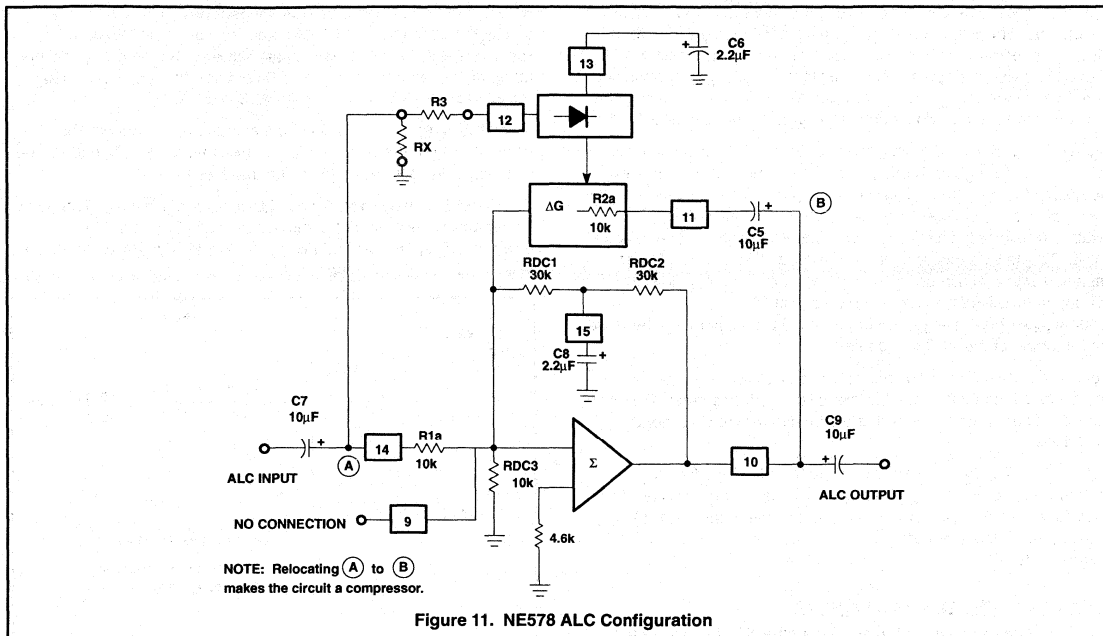 C6
2.2µF
+
13
R3
12
RX
ΔG
R2a
10k
11
+
C5
10µF
B
RDC1
30k
RDC2
30k
15
C8
2.2µF
+
C7
10µF
+
A
14
R1a
10k
ALC INPUT
RDC3
10k
Σ
10
C9
10µF
+
ALC OUTPUT
NO CONNECTION
9
4.6k
NOTE: Relocating A to B
makes the circuit a compressor.
Figure 11. NE578 ALC Configuration